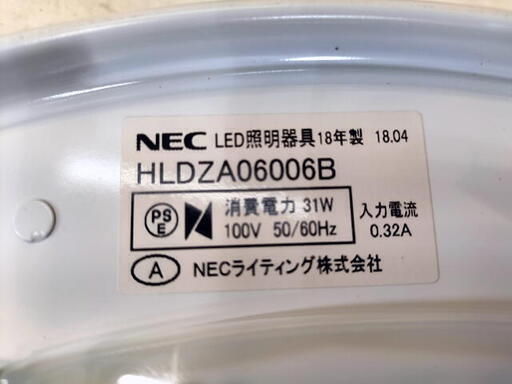 NEC LED照明器具18年製 18.04
HLDZA06006B
PS
E
消費電力 31W
100V 50/60Hz
入力電流
0.32A
A NECライティング株式会社